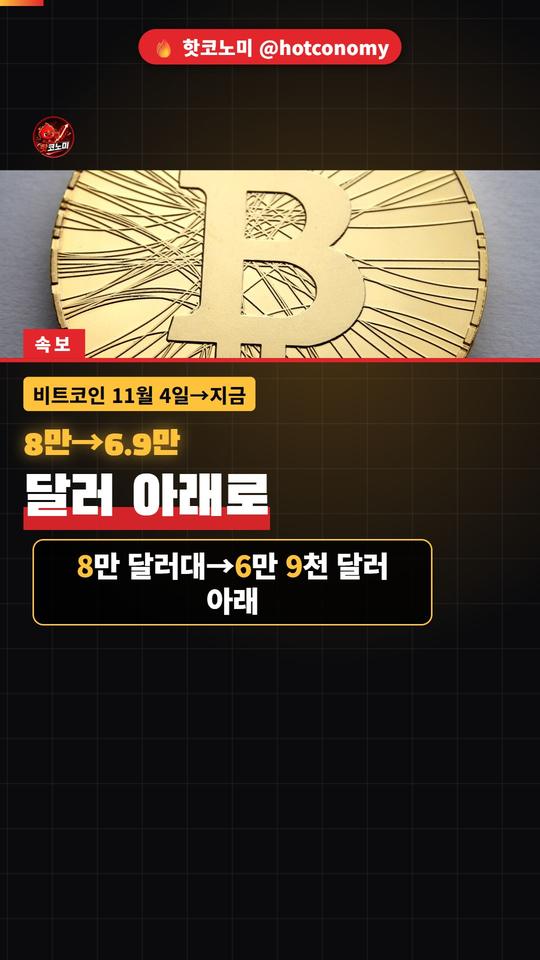 🔥 핫코노미 @hotconomy
핫코노미
속보
비트코인 11월 4일→지금
8만→6.9만
달러 아래로
8만 달러대→6만 9천 달러
아래